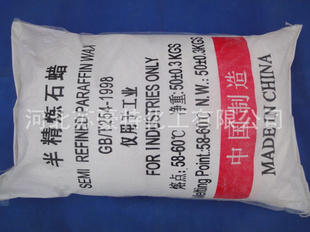 半精炼石蜡
SEMI REFINED PARAFFIN WAX
GB/T254-1998
仅用于工业
FOR INDUSTRIES ONLY
熔点：58-60℃ 净重：50±0.3KGS
Melting Point:58-60℃ N.W.: 50±0.3KGS
中国制造
MADE IN CHINA